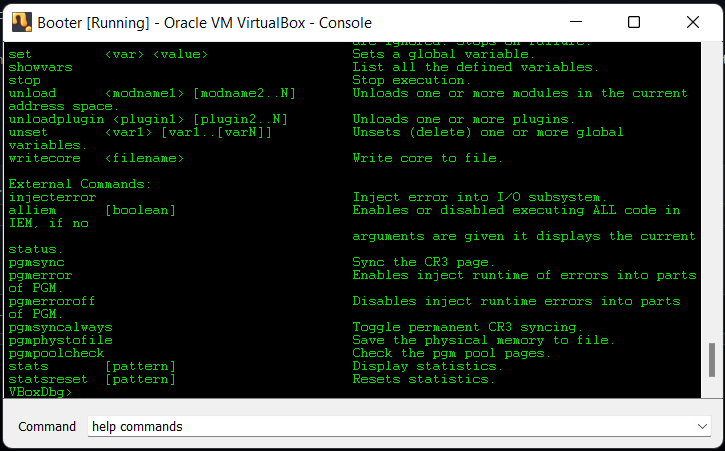 Booter [Running] - Oracle VM VirtualBox - Console
are ignored. Stops on failure.
set <var> <value> Sets a global variable.
showvars List all the defined variables.
stop Stop execution.
unload <modname1> [modname2..N] Unloads one or more modules in the current
address space.
unloadplugin <plugin1> [plugin2..N] Unloads one or more plugins.
unset <var1> [var1..[varN]] Unsets (delete) one or more global
variables.
writecore <filename> Write core to file.
External Commands:
injecterror Inject error into I/O subsystem.
alliem [boolean] Enables or disabled executing ALL code in
IEM, if no
arguments are given it displays the current
status.
pgmsync Sync the CR3 page.
pgmerror Enables inject runtime of errors into parts
of PGM.
pgmerroroff Disables inject runtime errors into parts
of PGM.
pgmsyncalways Toggle permanent CR3 syncing.
pgmphystofile Save the physical memory to file.
pgmpoolcheck Check the pgm pool pages.
stats [pattern] Display statistics.
statsreset [pattern] Resets statistics.
VBoxDbg>
Command help commands